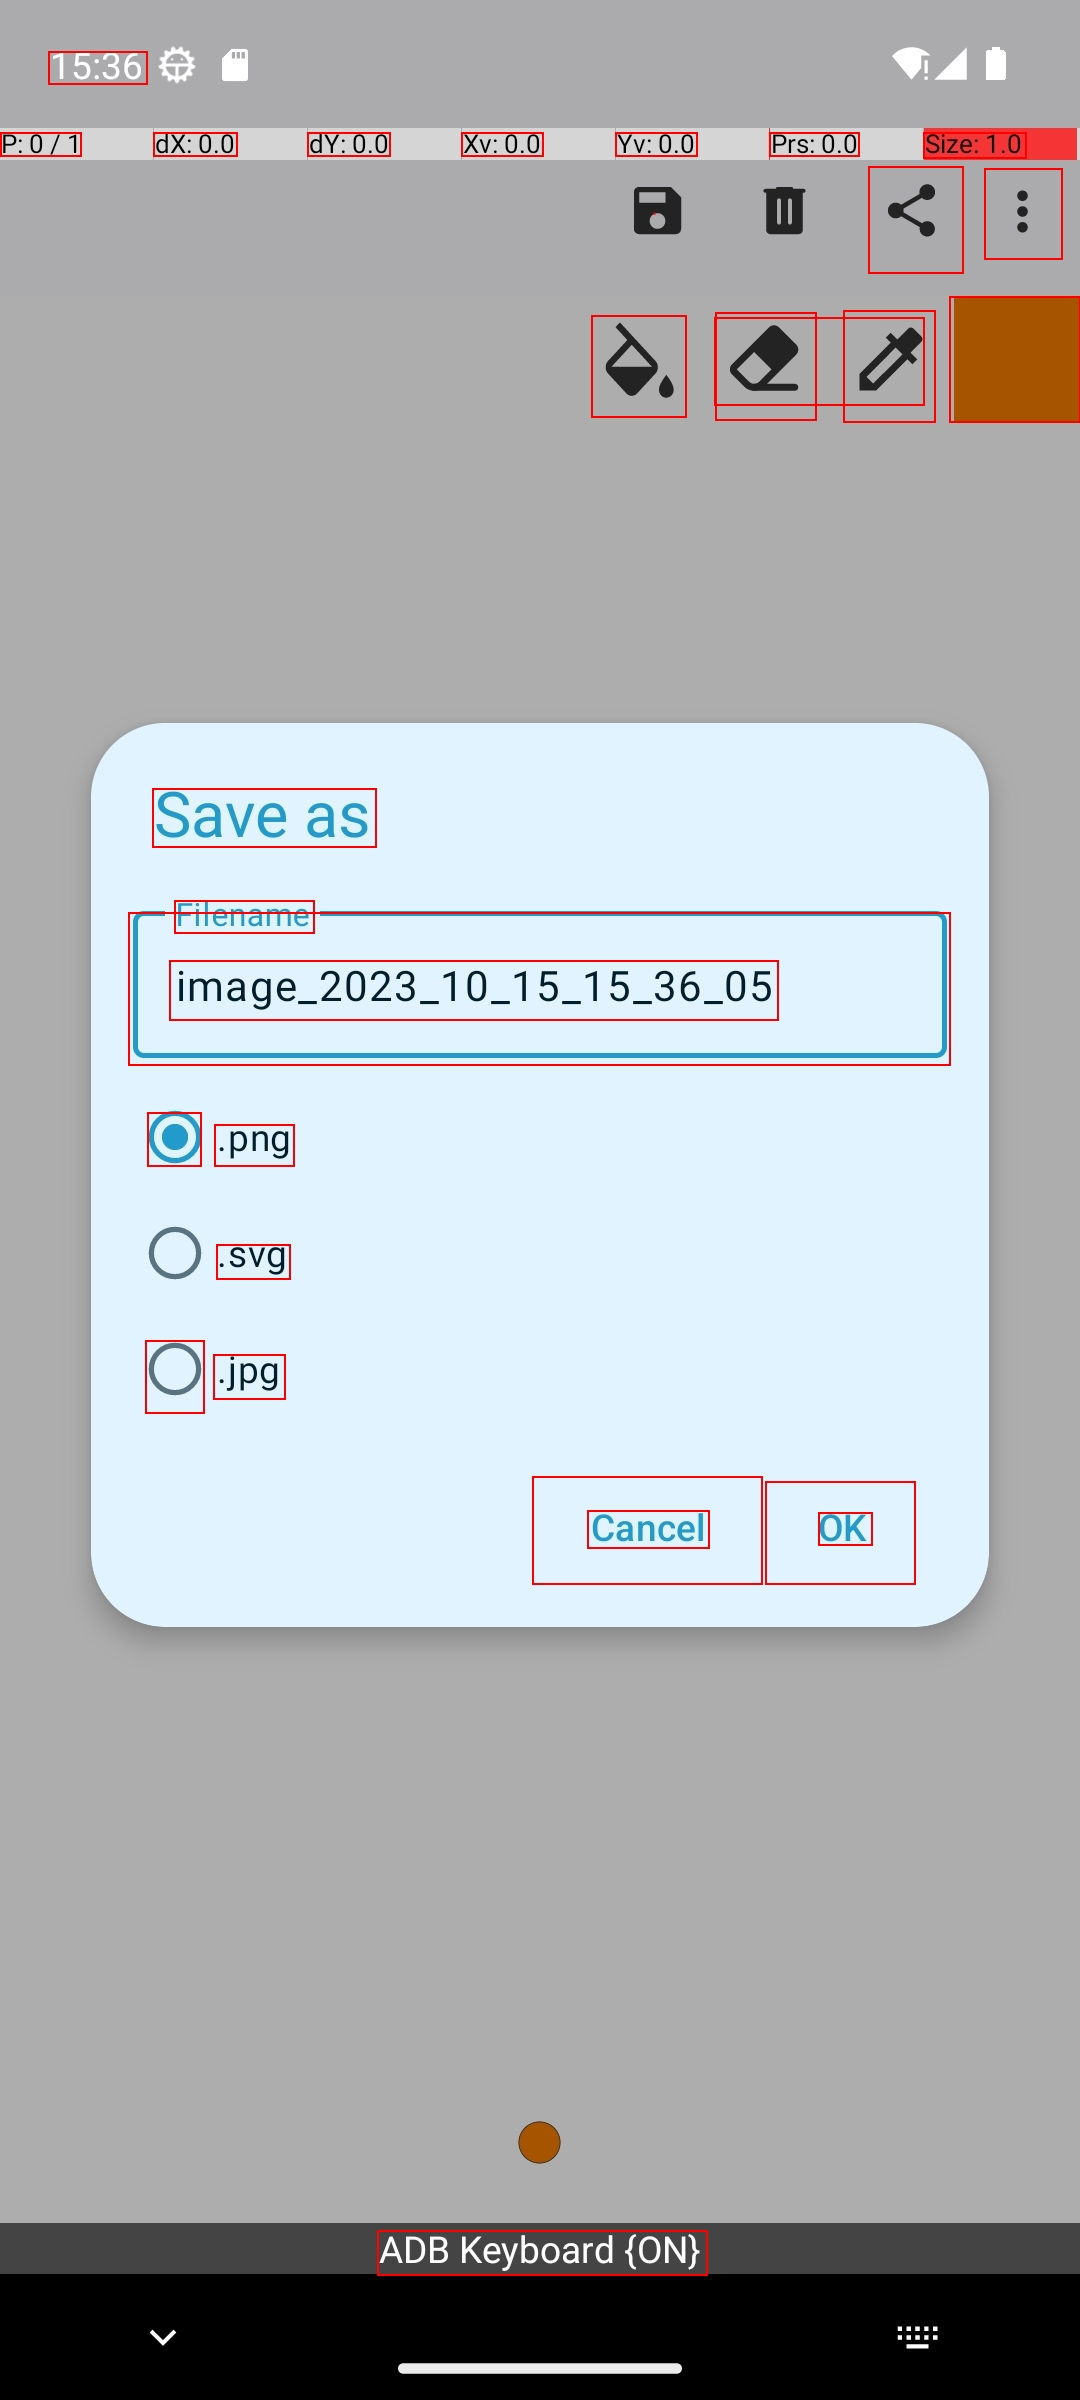 15:36
P: 0 / 1 dX: 0.0 dY: 0.0 Xv: 0.0 Yv: 0.0 Prs: 0.0 Size: 1.0
Save as
Filename
image_2023_10_15_15_36_05
.png
.svg
.jpg
Cancel OK
ADB Keyboard {ON}